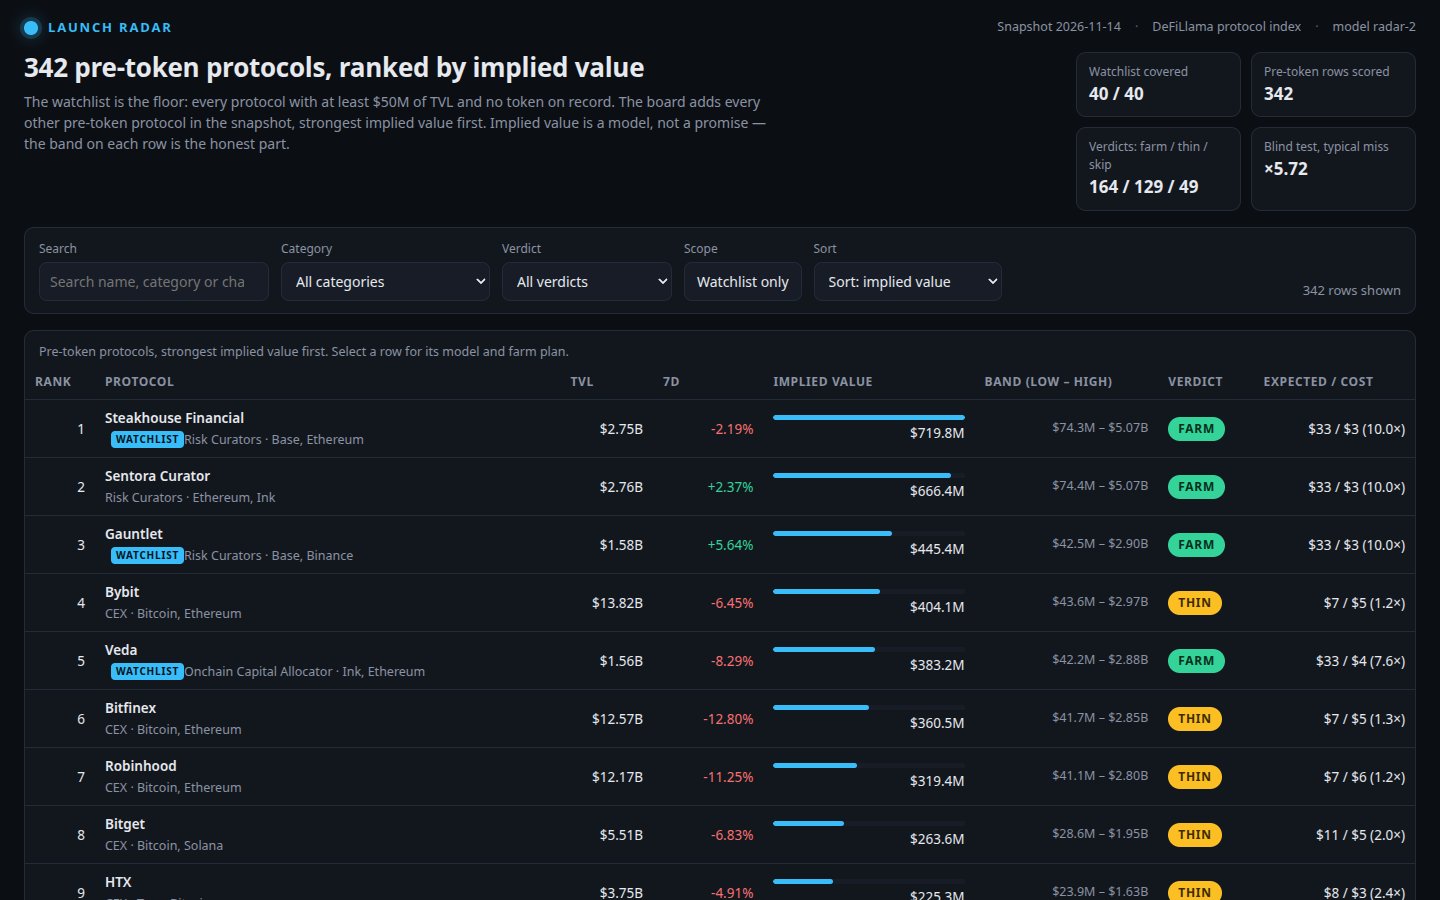 LAUNCH RADAR
Snapshot 2026-11-14 · DeFiLlama protocol index · model radar-2
342 pre-token protocols, ranked by implied value
The watchlist is the floor: every protocol with at least $50M of TVL and no token on record. The board adds every
other pre-token protocol in the snapshot, strongest implied value first. Implied value is a model, not a promise —
the band on each row is the honest part.
Watchlist covered
40 / 40
Pre-token rows scored
342
Verdicts: farm / thin /
skip
164 / 129 / 49
Blind test, typical miss
×5.72
Search Category Verdict Scope Sort
Search name, category or cha All categories All verdicts Watchlist only Sort: implied value
342 rows shown
Pre-token protocols, strongest implied value first. Select a row for its model and farm plan.
RANK PROTOCOL TVL 7D IMPLIED VALUE BAND (LOW – HIGH) VERDICT EXPECTED / COST
Steakhouse Financial
1 $2.75B -2.19% $719.8M $74.3M – $5.07B FARM $33 / $3 (10.0×)
WATCHLIST Risk Curators · Base, Ethereum
Sentora Curator
2 $2.76B +2.37% $666.4M $74.4M – $5.07B FARM $33 / $3 (10.0×)
Risk Curators · Ethereum, Ink
Gauntlet
3 $1.58B +5.64% $445.4M $42.5M – $2.90B FARM $33 / $3 (10.0×)
WATCHLIST Risk Curators · Base, Binance
Bybit
4 $13.82B -6.45% $404.1M $43.6M – $2.97B THIN $7 / $5 (1.2×)
CEX · Bitcoin, Ethereum
Veda
5 $1.56B -8.29% $383.2M $42.2M – $2.88B FARM $33 / $4 (7.6×)
WATCHLIST Onchain Capital Allocator · Ink, Ethereum
Bitfinex
6 $12.57B -12.80% $360.5M $41.7M – $2.85B THIN $7 / $5 (1.3×)
CEX · Bitcoin, Ethereum
Robinhood
7 $12.17B -11.25% $319.4M $41.1M – $2.80B THIN $7 / $6 (1.2×)
CEX · Bitcoin, Ethereum
Bitget
8 $5.51B -6.83% $263.6M $28.6M – $1.95B THIN $11 / $5 (2.0×)
CEX · Bitcoin, Solana
HTX
9 $3.75B -4.91% $225.3M $23.9M – $1.63B THIN $8 / $3 (2.4×)